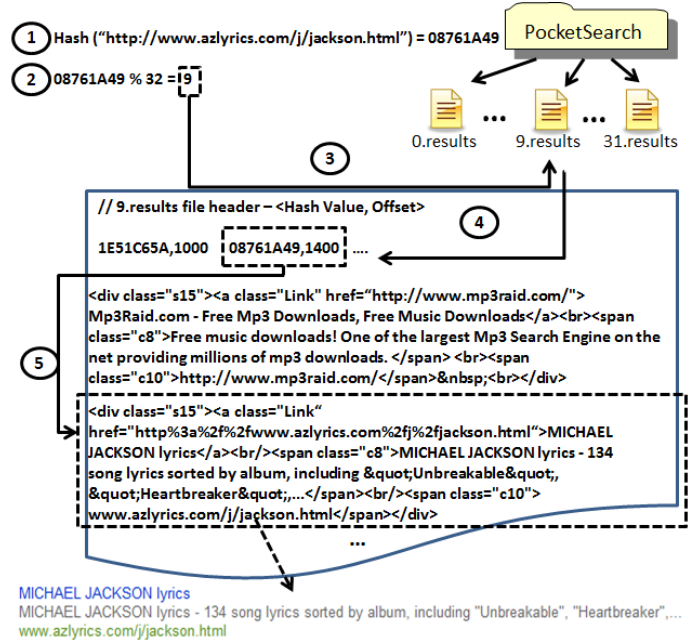 1 Hash (“http://www.azlyrics.com/j/jackson.html”) = 08761A49
PocketSearch
2 08761A49 % 32 = 9
... ...
0.results 9.results 31.results
3
// 9.results file header – <Hash Value, Offset>
4
1E51C65A,1000 08761A49,1400 ....
<div class="s15"><a class="Link" href=“http://www.mp3raid.com/">
Mp3Raid.com - Free Mp3 Downloads, Free Music Downloads</a><br><span
class="c8">Free music downloads! One of the largest Mp3 Search Engine on the
5
net providing millions of mp3 downloads. </span> <br><span
class="c10">http://www.mp3raid.com/</span>&nbsp;<br></div>
<div class="s15"><a class="Link“
href="http%3a%2f%2fwww.azlyrics.com%2fj%2fjackson.html“>MICHAEL
JACKSON lyrics</a><br/><span class="c8">MICHAEL JACKSON lyrics - 134
song lyrics sorted by album, including &quot;Unbreakable&quot;,
&quot;Heartbreaker&quot;,...</span><br/><span class="c10">
www.azlyrics.com/j/jackson.html</span></div>
...
MICHAEL JACKSON lyrics
MICHAEL JACKSON lyrics - 134 song lyrics sorted by album, including "Unbreakable", "Heartbreaker",...
www.azlyrics.com/j/jackson.html